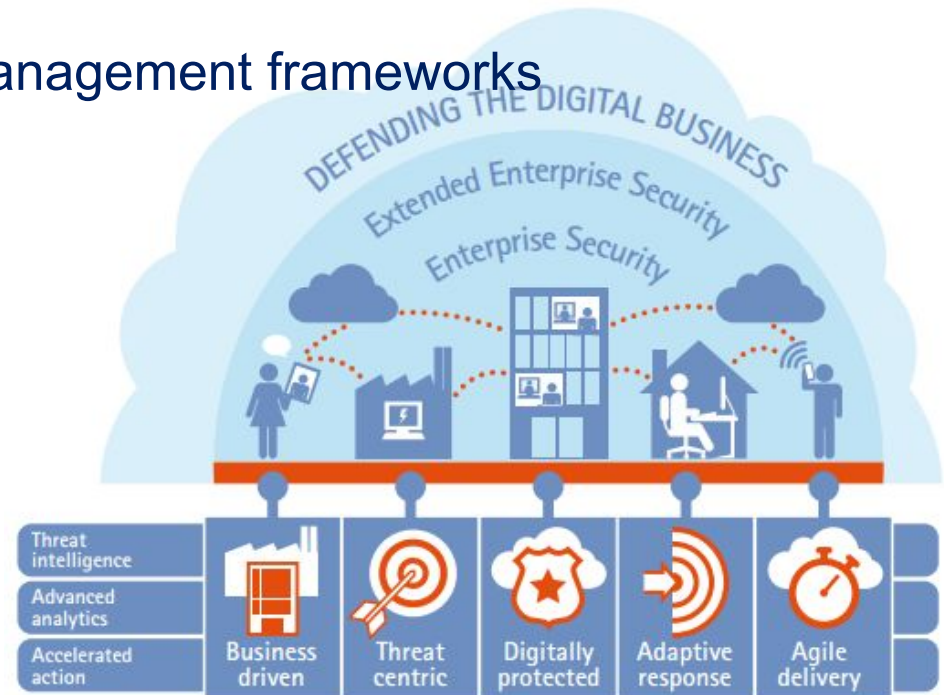 anagement frameworks
DEFENDING THE DIGITAL BUSINESS
Extended Enterprise Security
Enterprise Security
Threat
intelligence
Advanced
analytics
Accelerated
action
Business
driven
Threat
centric
Digitally
protected
Adaptive
response
Agile
delivery